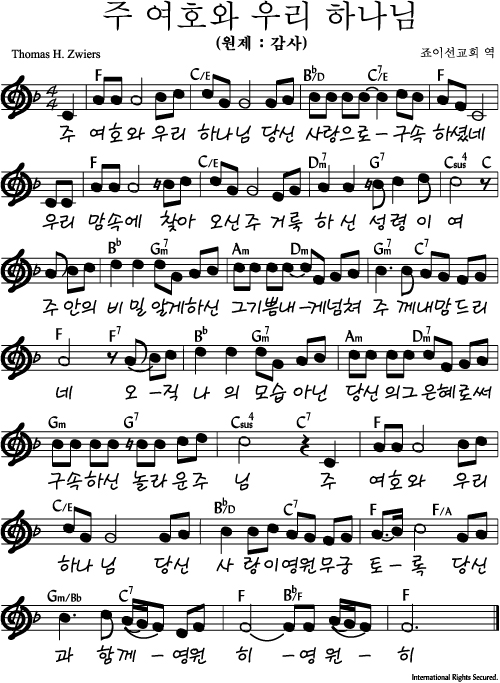 주 여호와 우리 하나님
(원제 : 감사)
Thomas H. Zwiers
죠이선교회 역
F C/E B♭/D C7/E F
4 4
주 여호와 우리 하나님 당신 사랑으로- 구속 하셨네
F C/E Dm7 G7 Csus4 C
우리 맘속에 찾아 오신주 거룩 하 신 성령 이 여
Bb Gm7 Am Dm Gm7 C7
주 안의 비 밀 알게하신 그기쁨내-게넘쳐 주 께내맘드리
F F7 Bb Gm7 Am Dm7
네 오 -직 나 의 모습 아닌 당신 의그 은혜로써
Gm G7 Csus4 C7 F
구속하신 놀라 운주 님 주 여호와 우리
C/E Bb/D C7 F F/A
하나 님 당신 사 랑이영원무궁 토-록 당신
Gm/Bb C7 F Bb/F F
과 함께 -영원 히 -영 원- 히
International Rights Secured.